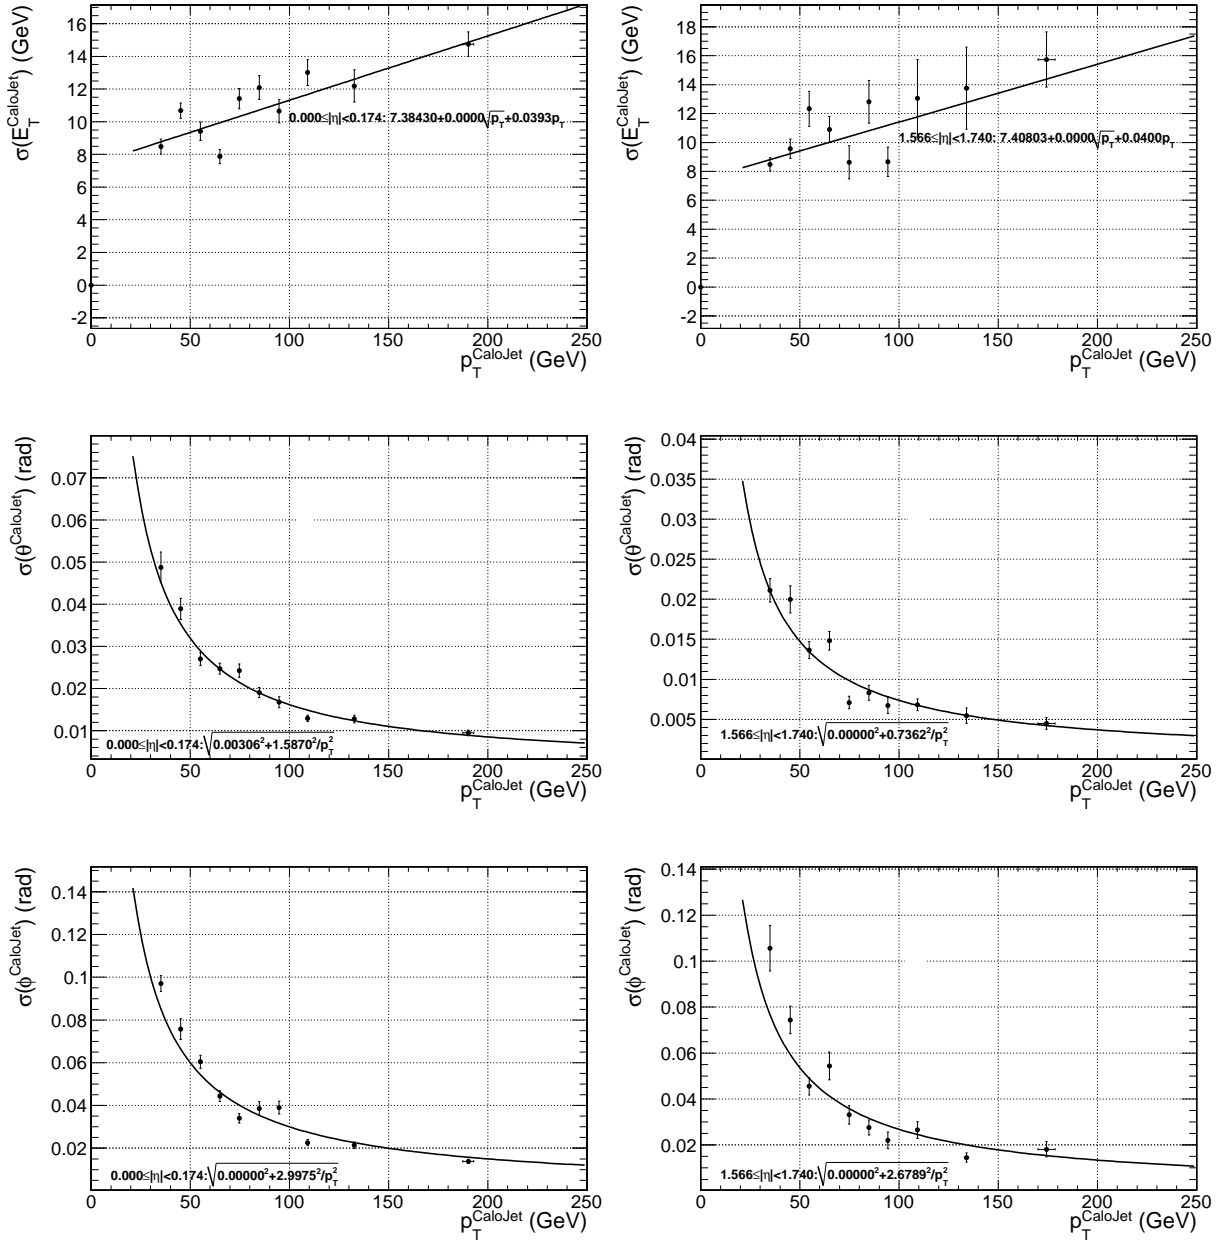 σ(E_T^CaloJet) (GeV)
16
14
12
10
8
6
4
2
0
-2
0.000≤|η|<0.174: 7.38430+0.0000√p_T+0.0393p_T
0 50 100 150 200 250
p_T^CaloJet (GeV)
σ(E_T^CaloJet) (GeV)
18
16
14
12
10
8
6
4
2
0
-2
1.566≤|η|<1.740: 7.40803+0.0000√p_T+0.0400p_T
0 50 100 150 200 250
p_T^CaloJet (GeV)
σ(θ^CaloJet) (rad)
0.07
0.06
0.05
0.04
0.03
0.02
0.01
0.000≤|η|<0.174:√0.00306²+1.5870²/p_T²
0 50 100 150 200 250
p_T^CaloJet (GeV)
σ(θ^CaloJet) (rad)
0.04
0.035
0.03
0.025
0.02
0.015
0.01
0.005
1.566≤|η|<1.740:√0.00000²+0.7362²/p_T²
0 50 100 150 200 250
p_T^CaloJet (GeV)
σ(φ^CaloJet) (rad)
0.14
0.12
0.1
0.08
0.06
0.04
0.02
0.000≤|η|<0.174:√0.00000²+2.9975²/p_T²
0 50 100 150 200 250
p_T^CaloJet (GeV)
σ(φ^CaloJet) (rad)
0.14
0.12
0.1
0.08
0.06
0.04
0.02
1.566≤|η|<1.740:√0.00000²+2.6789²/p_T²
0 50 100 150 200 250
p_T^CaloJet (GeV)